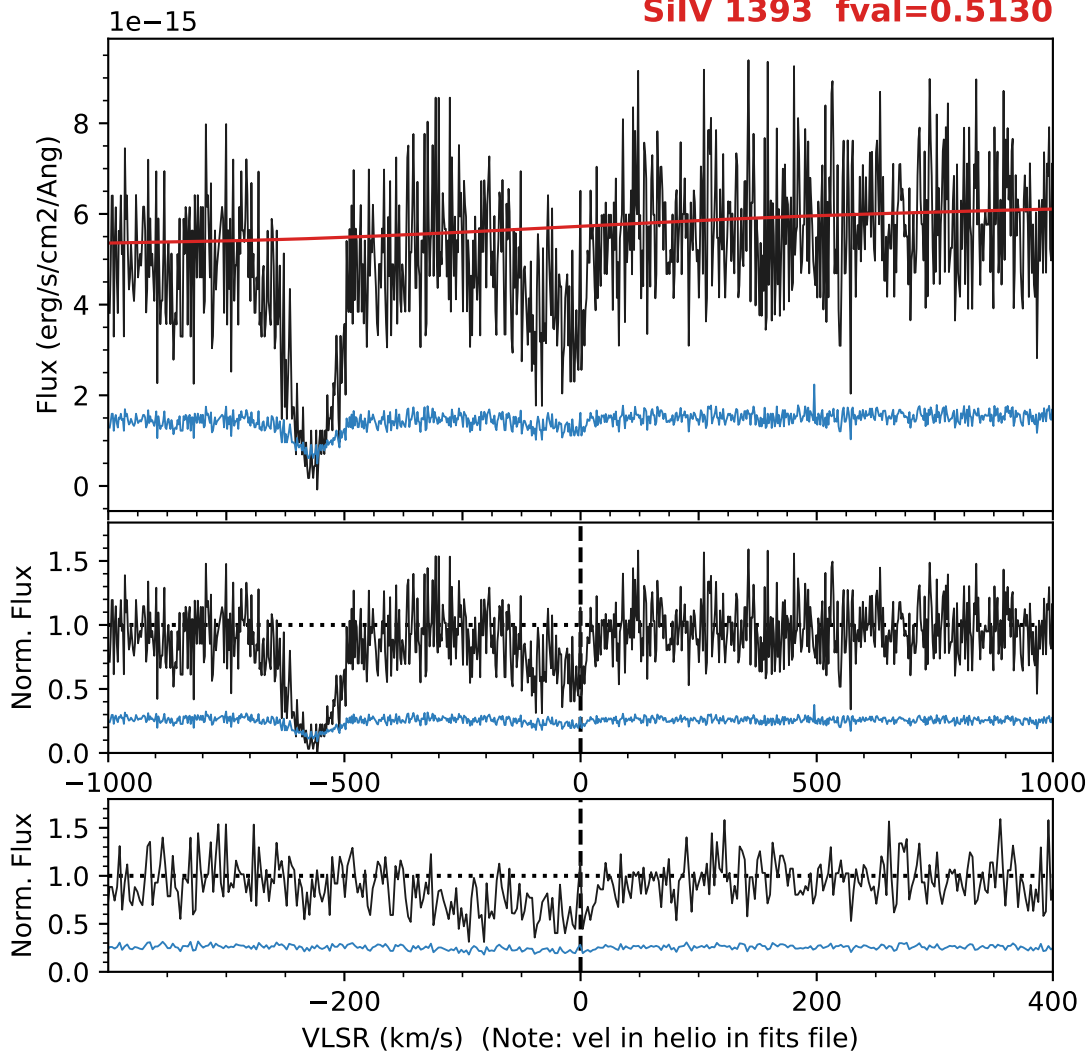 1e−15
SiIV 1393 fval=0.5130
Flux (erg/s/cm2/Ang)
8
6
4
2
0
Norm. Flux
1.5
1.0
0.5
0.0
−1000 −500 0 500 1000
Norm. Flux
1.5
1.0
0.5
0.0
−200 0 200 400
VLSR (km/s) (Note: vel in helio in fits file)